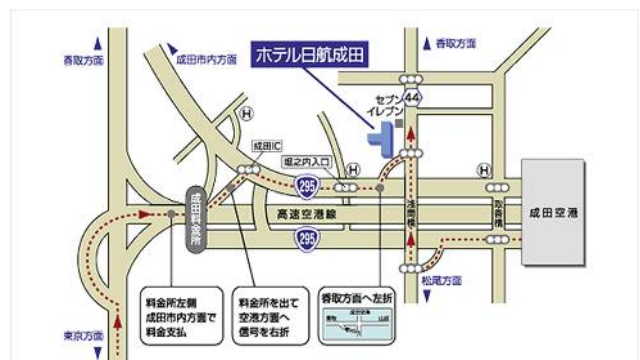 香取方面
成田市内方面
ホテル日航成田
香取方面
44
セブン
イレブン
H
成田IC
堀之内入口
H
H
295
成田料金所
高速空港線
浅間橋
取香橋
成田空港
295
松尾方面
料金所左側
成田市内方面で
料金支払
料金所を出て
空港方面へ
信号を右折
香取方面へ左折
成田空港
東京方面